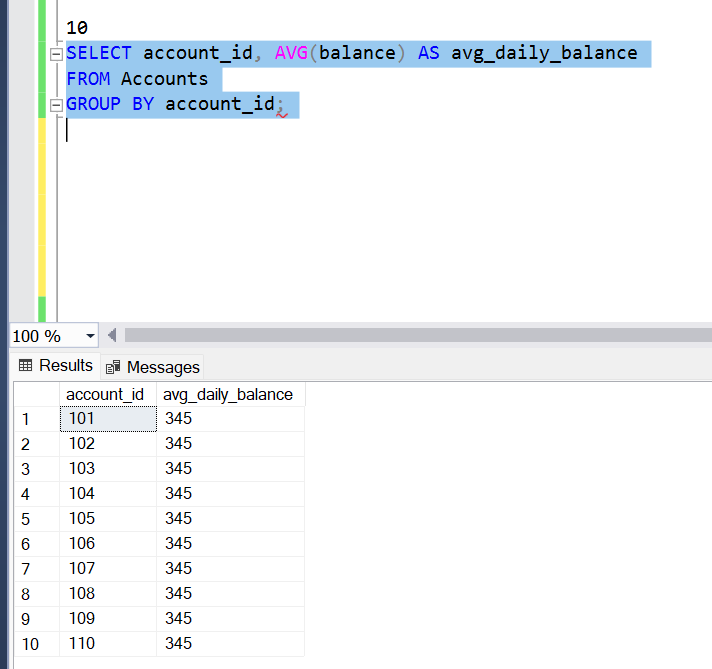 10
SELECT account_id, AVG(balance) AS avg_daily_balance
FROM Accounts
GROUP BY account_id;
100 %
Results Messages
account_id avg_daily_balance
1 101 345
2 102 345
3 103 345
4 104 345
5 105 345
6 106 345
7 107 345
8 108 345
9 109 345
10 110 345